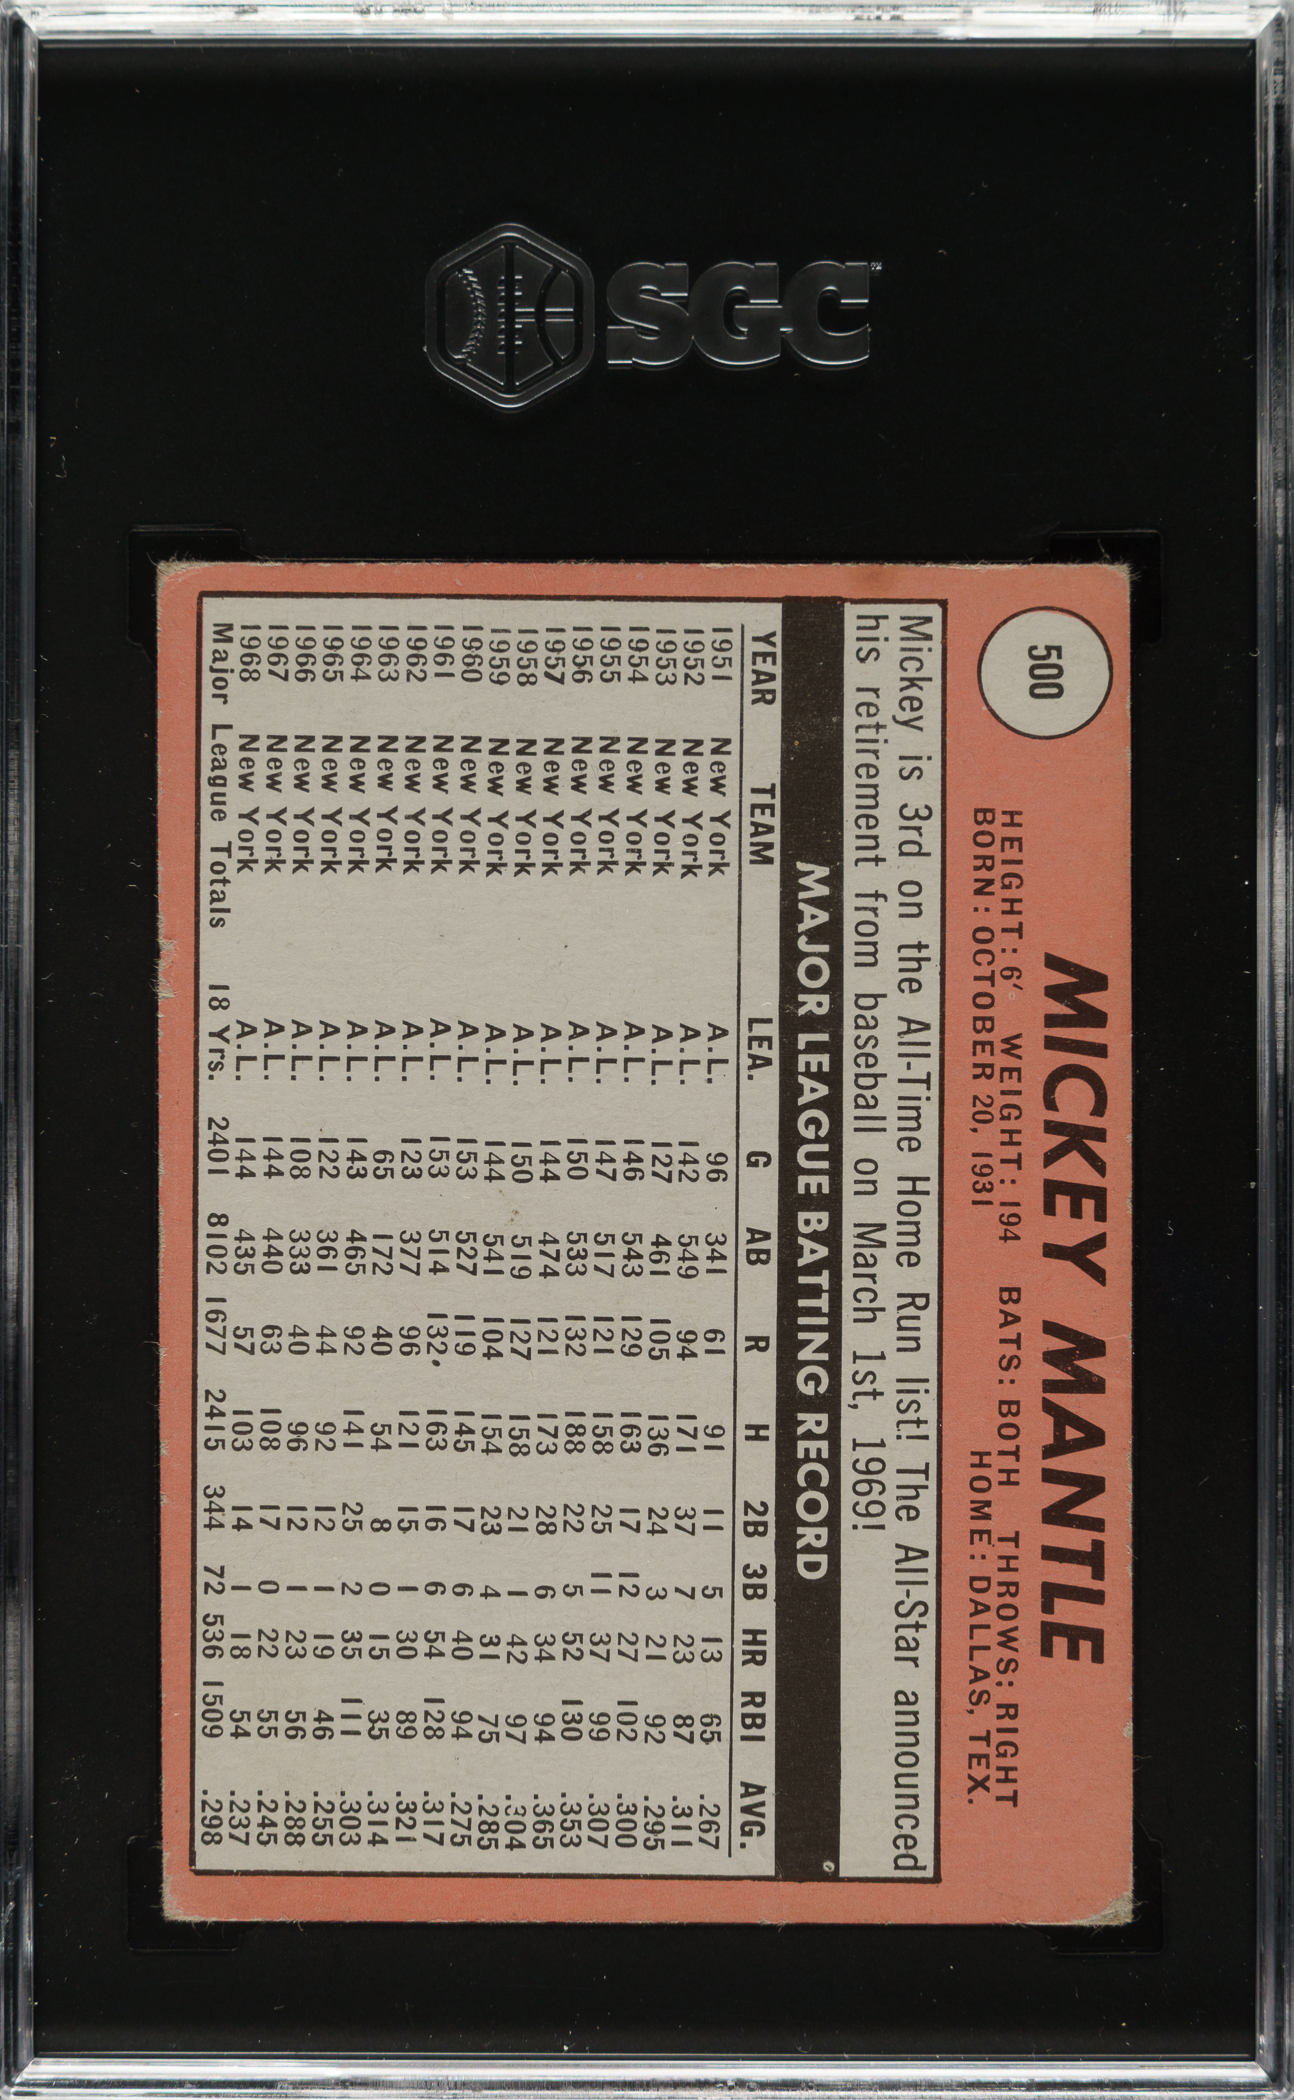 SGC
500
MICKEY MANTLE
HEIGHT: 6' WEIGHT: 194 BATS: BOTH THROWS: RIGHT
BORN: OCTOBER 20, 1931 HOME: DALLAS, TEX.
Mickey is 3rd on the All-Time Home Run list! The All-Star announced
his retirement from baseball on March 1st, 1969!
MAJOR LEAGUE BATTING RECORD
YEAR TEAM LEA. G AB R H 2B 3B HR RBI AVG.
1951 New York A.L. 96 341 61 91 11 5 13 65 .267
1952 New York A.L. 142 549 94 171 37 7 23 87 .311
1953 New York A.L. 127 461 105 136 24 3 21 92 .295
1954 New York A.L. 146 543 129 163 17 12 27 102 .300
1955 New York A.L. 147 517 121 158 25 11 37 99 .307
1956 New York A.L. 150 533 132 188 22 5 52 130 .353
1957 New York A.L. 144 474 121 173 28 6 34 94 .365
1958 New York A.L. 150 519 127 158 21 1 42 97 .304
1959 New York A.L. 144 541 104 154 23 4 31 75 .285
1960 New York A.L. 153 527 119 145 17 6 40 94 .275
1961 New York A.L. 153 514 132 163 16 6 54 128 .317
1962 New York A.L. 123 377 96 121 15 1 30 89 .321
1963 New York A.L. 65 172 40 54 8 0 15 35 .314
1964 New York A.L. 143 465 92 141 25 2 35 111 .303
1965 New York A.L. 122 361 44 92 12 1 19 46 .255
1966 New York A.L. 108 333 40 96 12 1 23 56 .288
1967 New York A.L. 144 440 63 108 17 0 22 55 .245
1968 New York A.L. 144 435 57 103 14 1 18 54 .237
Major League Totals 18 Yrs. 2401 8102 1677 2415 344 72 536 1509 .298